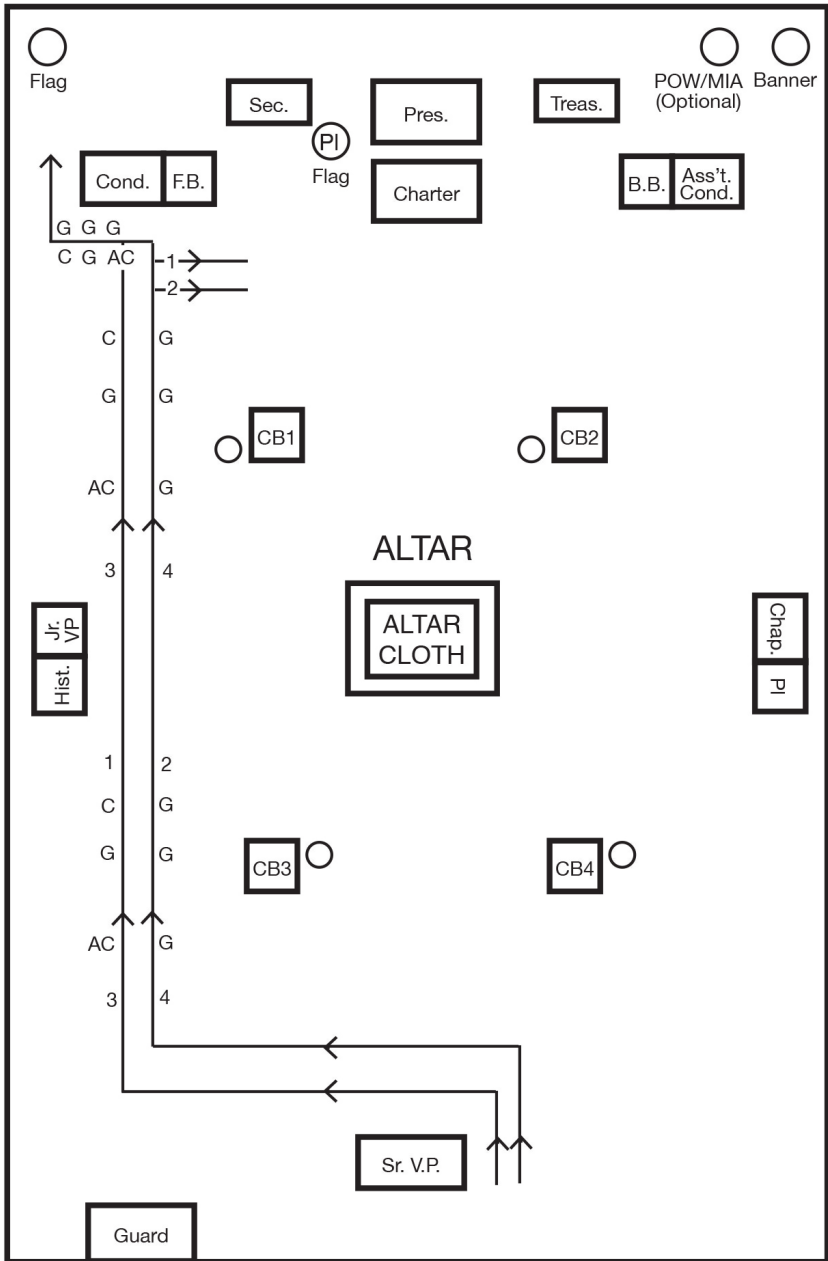 Flag
POW/MIA
(Optional)
Banner
Sec.
Pres.
Treas.
PI
Flag
Cond.
F.B.
Charter
B.B.
Ass’t.
Cond.
G G G
C G AC
1
2
C G
G G
CB1
CB2
AC G
ALTAR
3 4
ALTAR
CLOTH
Jr.
VP
Hist.
Chap.
PI
1 2
C G
G G
CB3
CB4
AC G
3 4
Sr. V.P.
Guard